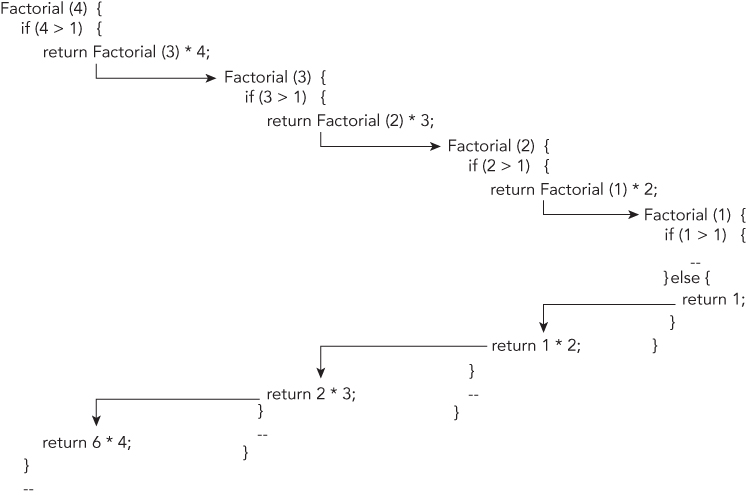 Factorial (4) {
if (4 > 1) {
return Factorial (3) * 4;
Factorial (3) {
if (3 > 1) {
return Factorial (2) * 3;
Factorial (2) {
if (2 > 1) {
return Factorial (1) * 2;
Factorial (1) {
if (1 > 1) {
--
}else {
return 1;
}
}
return 1 * 2;
}
--
}
return 2 * 3;
}
--
}
return 6 * 4;
}
--